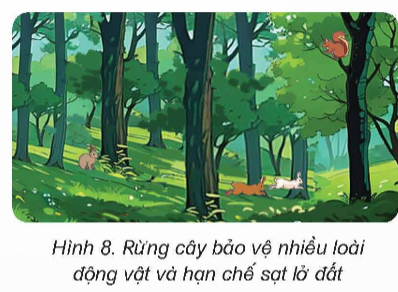 Hình 8. Rừng cây bảo vệ nhiều loài
động vật và hạn chế sạt lở đất